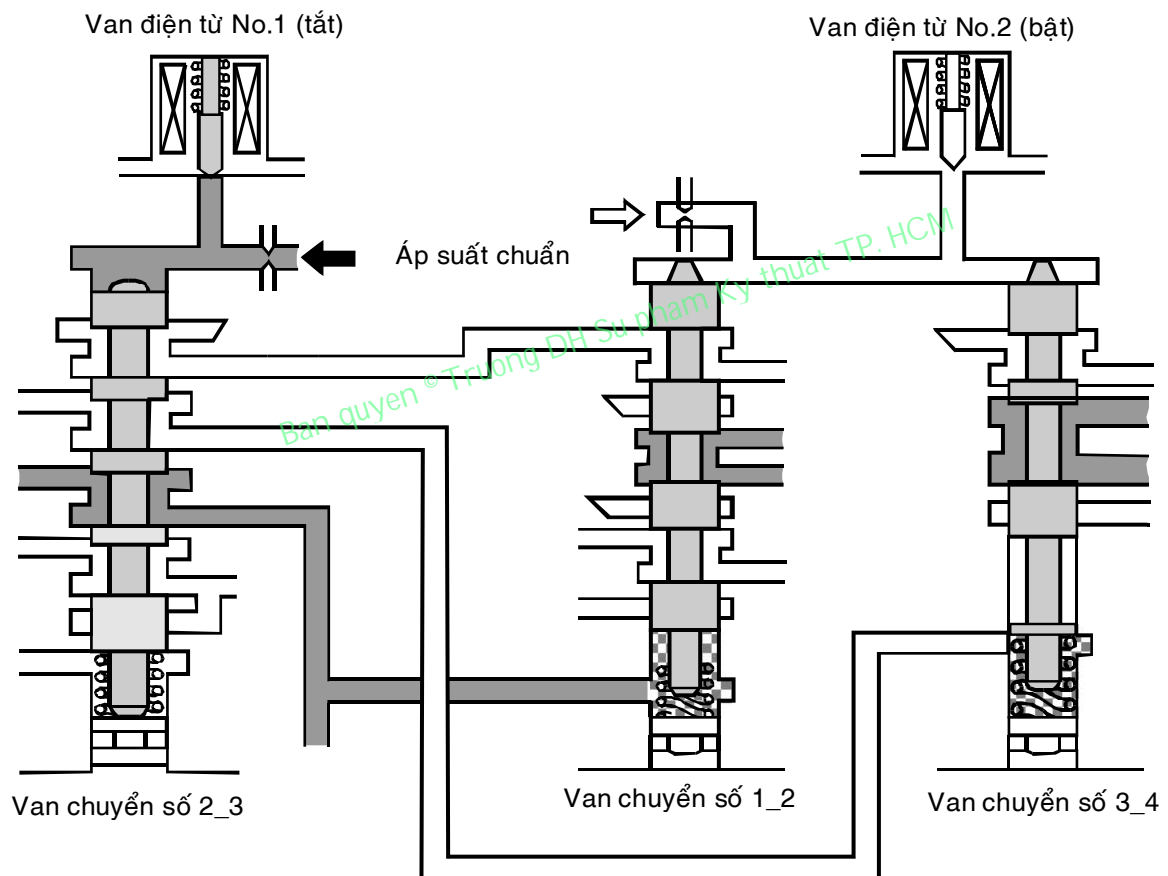 Van điện từ No.1 (tắt)
Van điện từ No.2 (bật)
Áp suất chuẩn
Ban quyen © Truong DH Su pham Ky thuat TP. HCM
Van chuyển số 2_3
Van chuyển số 1_2
Van chuyển số 3_4